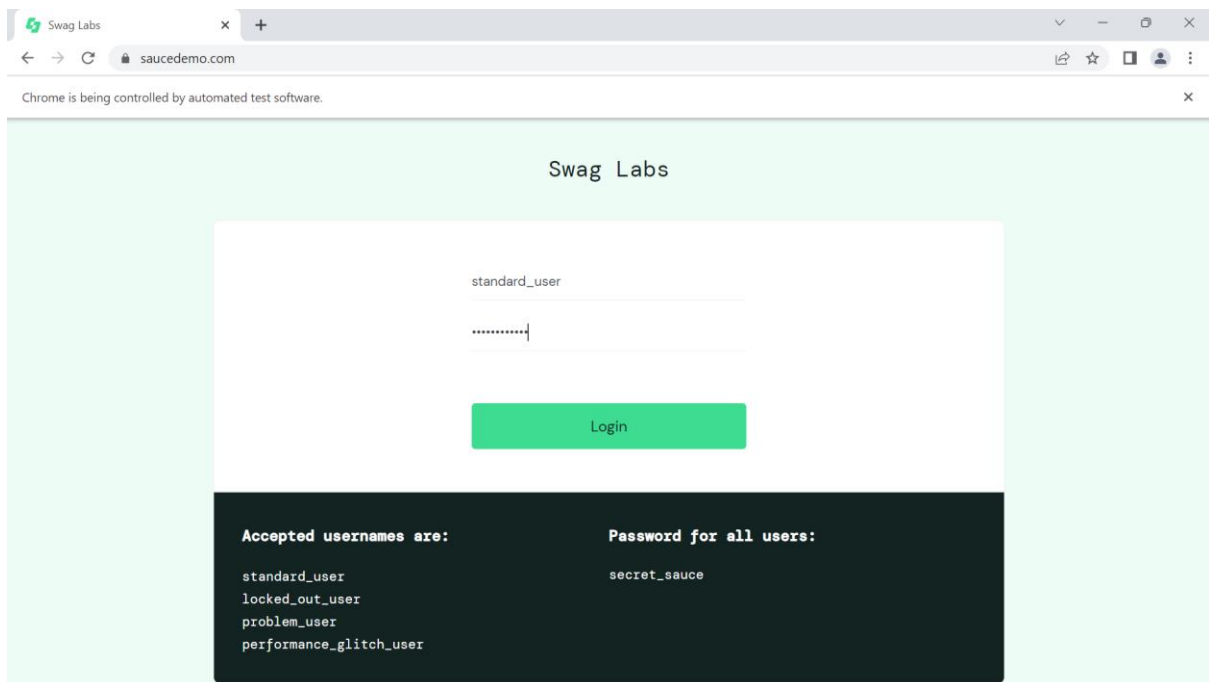 Swag Labs
saucedemo.com
Chrome is being controlled by automated test software.
Swag Labs
standard_user
••••••••••••
Login
Accepted usernames are:
standard_user
locked_out_user
problem_user
performance_glitch_user
Password for all users:
secret_sauce